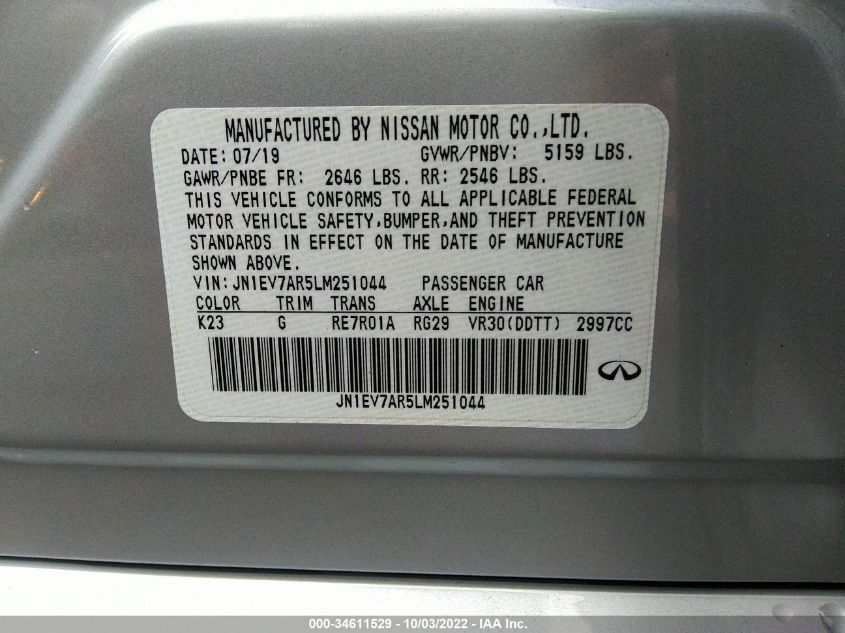 MANUFACTURED BY NISSAN MOTOR CO.,LTD.
DATE: 07/19 GVWR/PNBV: 5159 LBS.
GAWR/PNBE FR: 2646 LBS. RR: 2546 LBS.
THIS VEHICLE CONFORMS TO ALL APPLICABLE FEDERAL
MOTOR VEHICLE SAFETY,BUMPER,AND THEFT PREVENTION
STANDARDS IN EFFECT ON THE DATE OF MANUFACTURE
SHOWN ABOVE.
VIN:JN1EV7AR5LM251044 PASSENGER CAR
COLOR TRIM TRANS AXLE ENGINE
K23 G RE7R01A RG29 VR30(DDTT) 2997CC
JN1EV7AR5LM251044
000-34611529 - 10/03/2022 - IAA Inc.